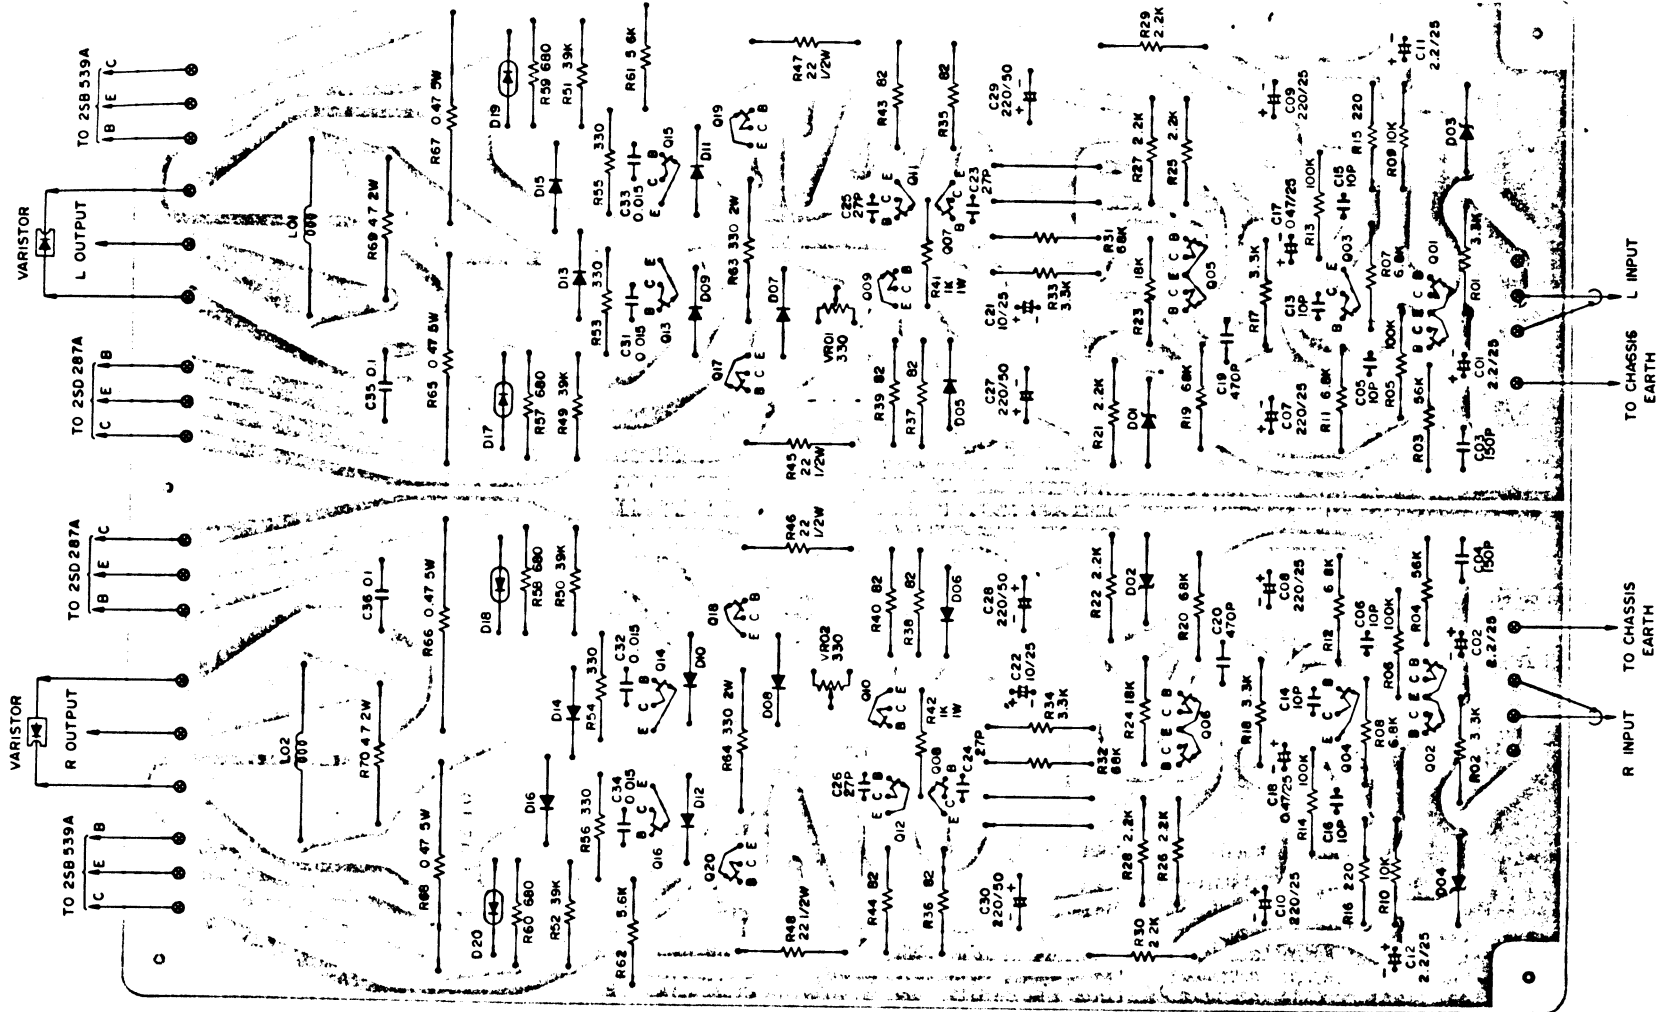 VARISTOR
TO 2SB539A
C
E
B
R OUTPUT
TO 2SD287A
B
E
C
TO 2SD287A
C
E
B
VARISTOR
L OUTPUT
TO 2SB539A
B
E
C
L02
R70 4.7 2W
C36 0.1
R68 0.47 5W
R66 0.47 5W
L01
R69 4.7 2W
C35 0.1
R65 0.47 5W
R67 0.47 5W
D20
R60 680
R52 39K
R62 5.6K
D16
R56 330
D14
R54 330
D18
R58 680
R50 39K
D17
R57 680
R49 39K
D13
R53 330
D15
R55 330
D19
R59 680
R51 39K
R61 5.6K
C34
0.015
Q16
E C B
D12
C32
0.015
Q14
E C B
D10
C31
0.015
Q13
B C E
D09
C33
0.015
Q15
E C B
D11
Q20
B C E
R64 330 2W
D08
Q18
E C B
Q17
B C E
R63 330 2W
D07
Q19
E C B
R48
22 1/2W
VR02
330
R46
22
1/2W
R45
22
1/2W
VR01
330
R47
22
1/2W
R44 82
R36 82
C26
27P
E C B
Q12
Q08
E C B
C24
27P
Q10
B C E
R42
1K
1W
R40 82
R38 82
D06
R39 82
R37 82
D05
Q09
E C B
R41
1K
1W
C25
27P
B C E
Q11
Q07
B C E
C23
27P
R43 82
R35 82
C30
220/50
C22
10/25
R34
3.3K
R32
68K
C28
220/50
C27
220/50
C21
10/25
R33
3.3K
R31
68K
C29
220/50
R30
2.2K
R28 2.2K
R26 2.2K
R24 18K
B C E E C B
Q06
R22 2.2K
D02
R20 68K
C20
470P
R21 2.2K
D01
R19 68K
C19
470P
R23 18K
B C E E C B
Q05
R27 2.2K
R25 2.2K
R29
2.2K
C10
220/25
C18
0.47/25
R14
100K
C16
10P
R16 220
R10 10K
C12
2.2/25
R18 3.3K
C14
10P
E C B
Q04
R08
6.8K
C08
220/25
R12 6.8K
C06
10P
R06
100K
R04 56K
C07
220/25
R11 6.8K
C05
10P
R05
100K
R03 56K
R17 3.3K
C17
0.47/25
C13
10P
B C E
Q03
R07
6.8K
R13
100K
C15
10P
C09
220/25
R15 220
R09 10K
C11
2.2/25
D04
Q02
B C E E C B
R02 3.3K
C02
2.2/25
C04
150P
C03
150P
C01
2.2/25
B C E E C B
Q01
R01
3.3K
D03
R INPUT
TO CHASSIS
EARTH
TO CHASSIS
EARTH
L INPUT